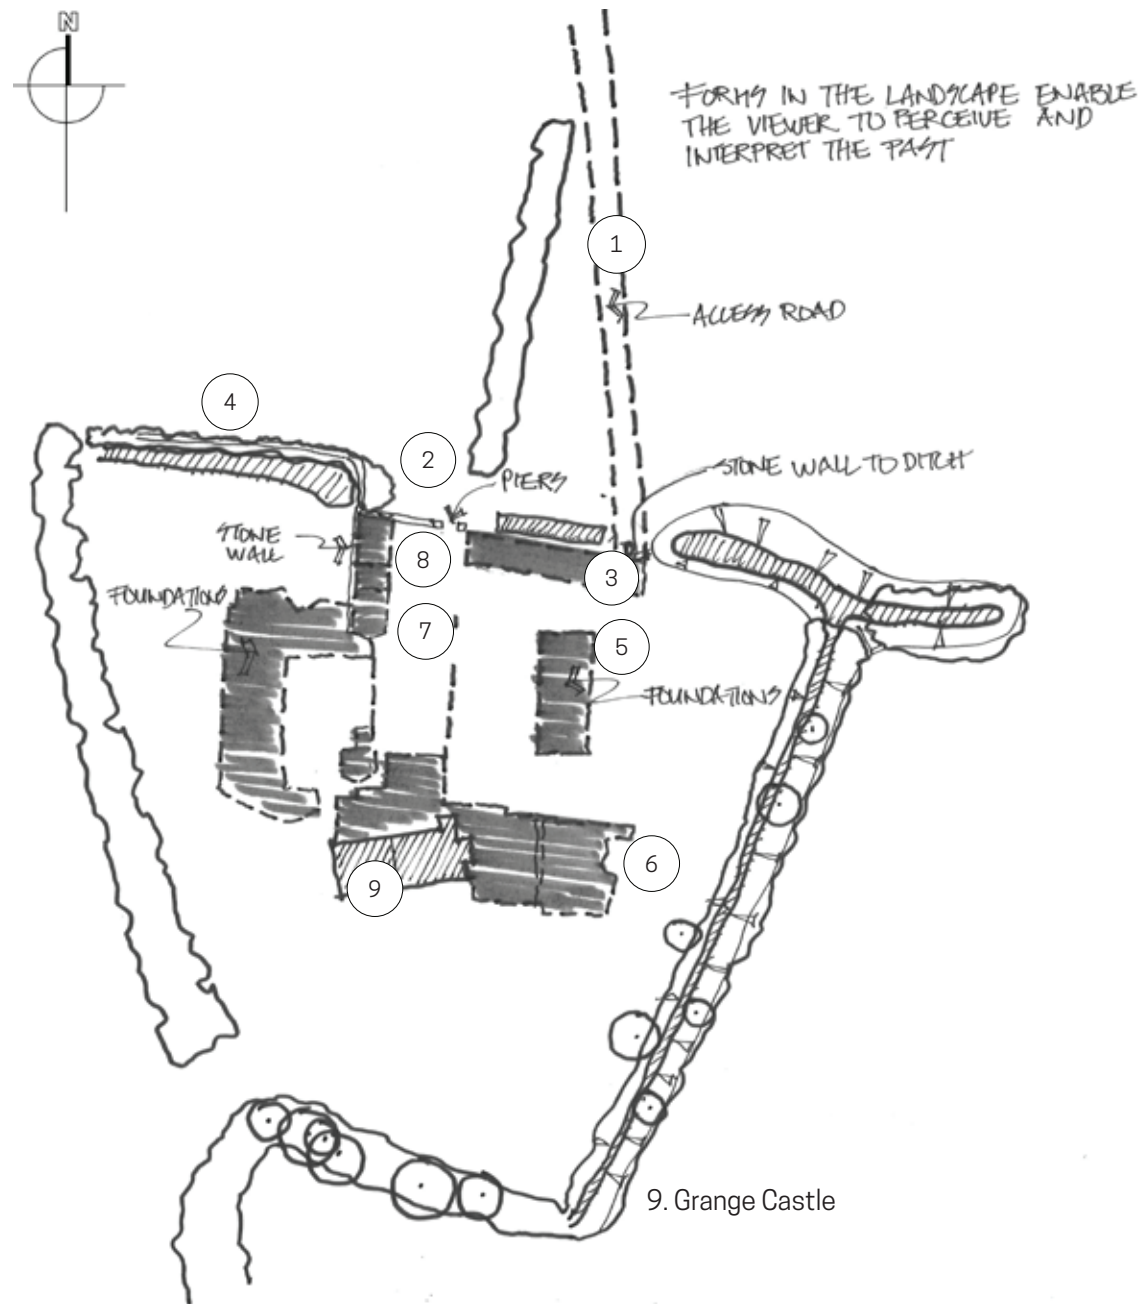 N
FORMS IN THE LANDSCAPE ENABLE
THE VIEWER TO PERCEIVE AND
INTERPRET THE PAST
1
ACCESS ROAD
4
2
PIERS
STONE WALL TO DITCH
STONE
WALL
8
3
FOUNDATIONS
7
5
FOUNDATIONS
6
9
9. Grange Castle